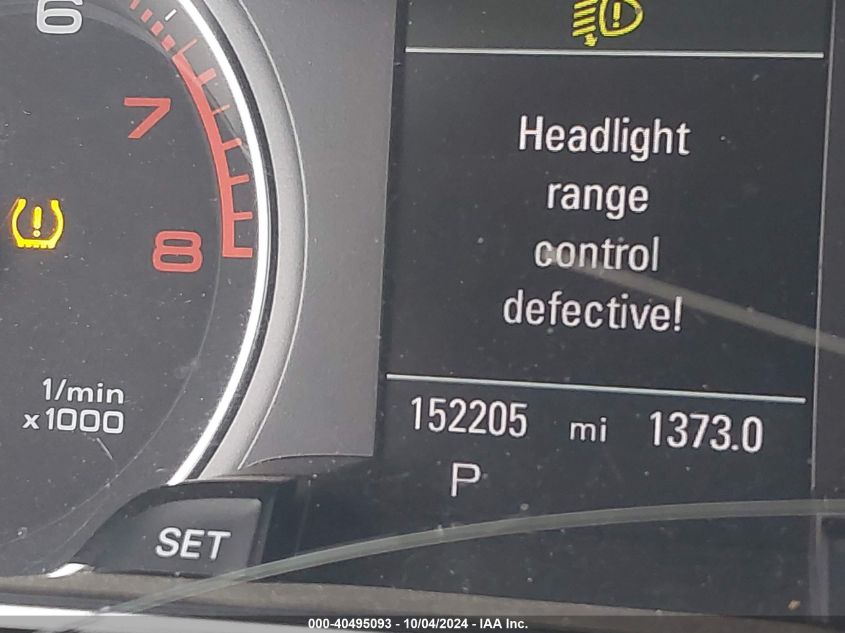 6
7
8
1/min
x1000
SET
Headlight
range
control
defective!
152205 mi 1373.0
P
000-40495093 - 10/04/2024 - IAA Inc.